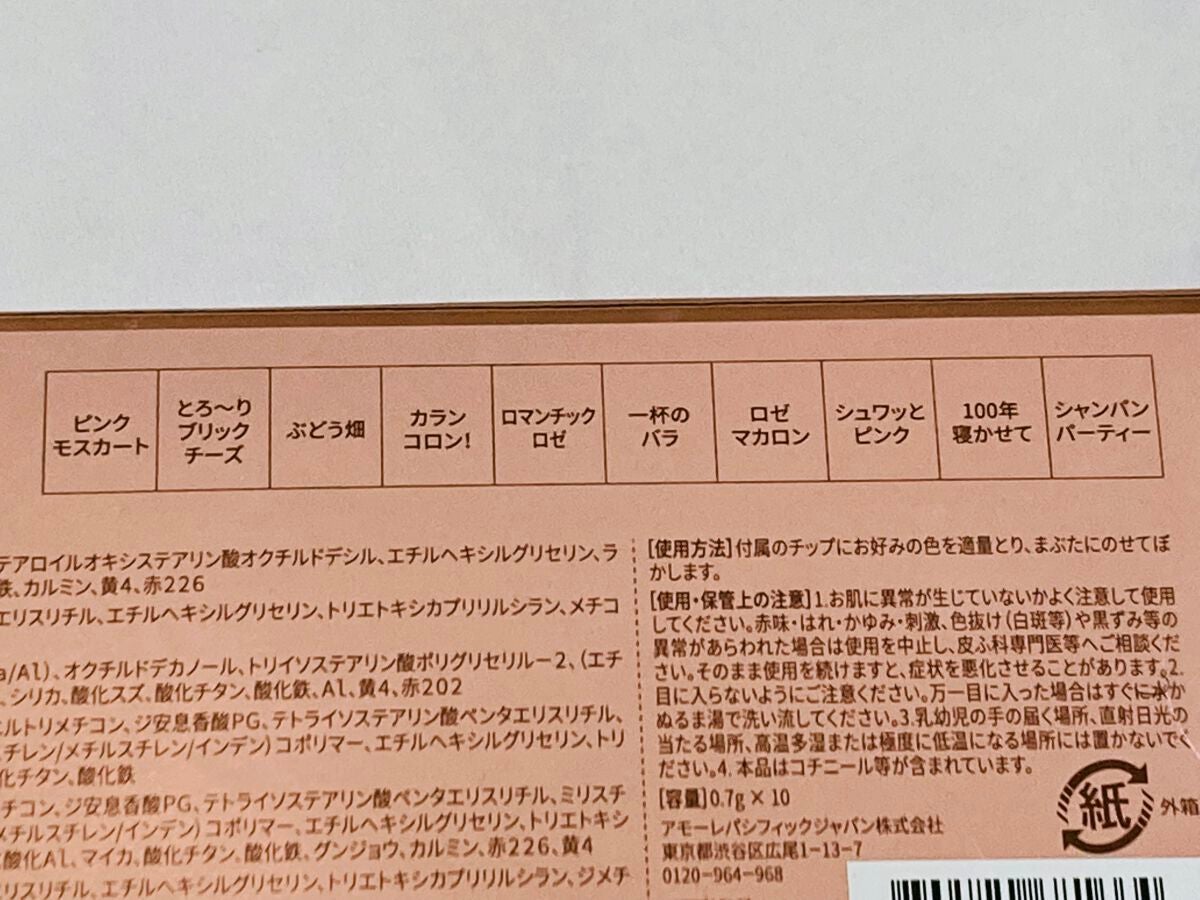 ピンク
モスカート
とろ～り
ブリック
チーズ
ぶどう畑
カラン
コロン!
ロマンチック
ロゼ
一杯の
バラ
ロゼ
マカロン
シュワッと
ピンク
100年
寝かせて
シャンパン
パーティー
テアロイルオキシステアリン酸オクチルドデシル、エチルヘキシルグリセリン、ラ
鉄、カルミン、黄4、赤226
エリスリチル、エチルヘキシルグリセリン、トリエトキシカプリリルシラン、メチコ
a/Al)、オクチルドデカノール、トリイソステアリン酸ポリグリセリル-2、(エチ
、シリカ、酸化スズ、酸化チタン、酸化鉄、Al、黄4、赤202
ルトリメチコン、ジ安息香酸PG、テトライソステアリン酸ペンタエリスリチル、
チレン/メチルスチレン/インデン)コポリマー、エチルヘキシルグリセリン、トリ
化チタン、酸化鉄
チコン、ジ安息香酸PG、テトライソステアリン酸ペンタエリスリチル、ミリスチ
メチルスチレン/インデン)コポリマー、エチルヘキシルグリセリン、トリエトキシ
酸化Al、マイカ、酸化チタン、酸化鉄、グンジョウ、カルミン、赤226、黄4
エリスリチル、エチルヘキシルグリセリン、トリエトキシカプリリルシラン、ジメチ
[使用方法]付属のチップにお好みの色を適量とり、まぶたにのせてぼ
かします。
[使用・保管上の注意]1.お肌に異常が生じていないかよく注意して使用
してください。赤味・はれ・かゆみ・刺激、色抜け(白斑等)や黒ずみ等の
異常があらわれた場合は使用を中止し、皮ふ科専門医等へご相談くだ
さい。そのまま使用を続けますと、症状を悪化させることがあります。2.
目に入らないようにご注意ください。万一目に入った場合はすぐに水か
ぬるま湯で洗い流してください。3.乳幼児の手の届く場所、直射日光の
当たる場所、高温多湿または極度に低温になる場所には置かないでく
ださい。4.本品はコチニール等が含まれています。
[容量]0.7g×10
アモーレパシフィックジャパン株式会社
東京都渋谷区広尾1-13-7
0120-964-968
紙
外箱